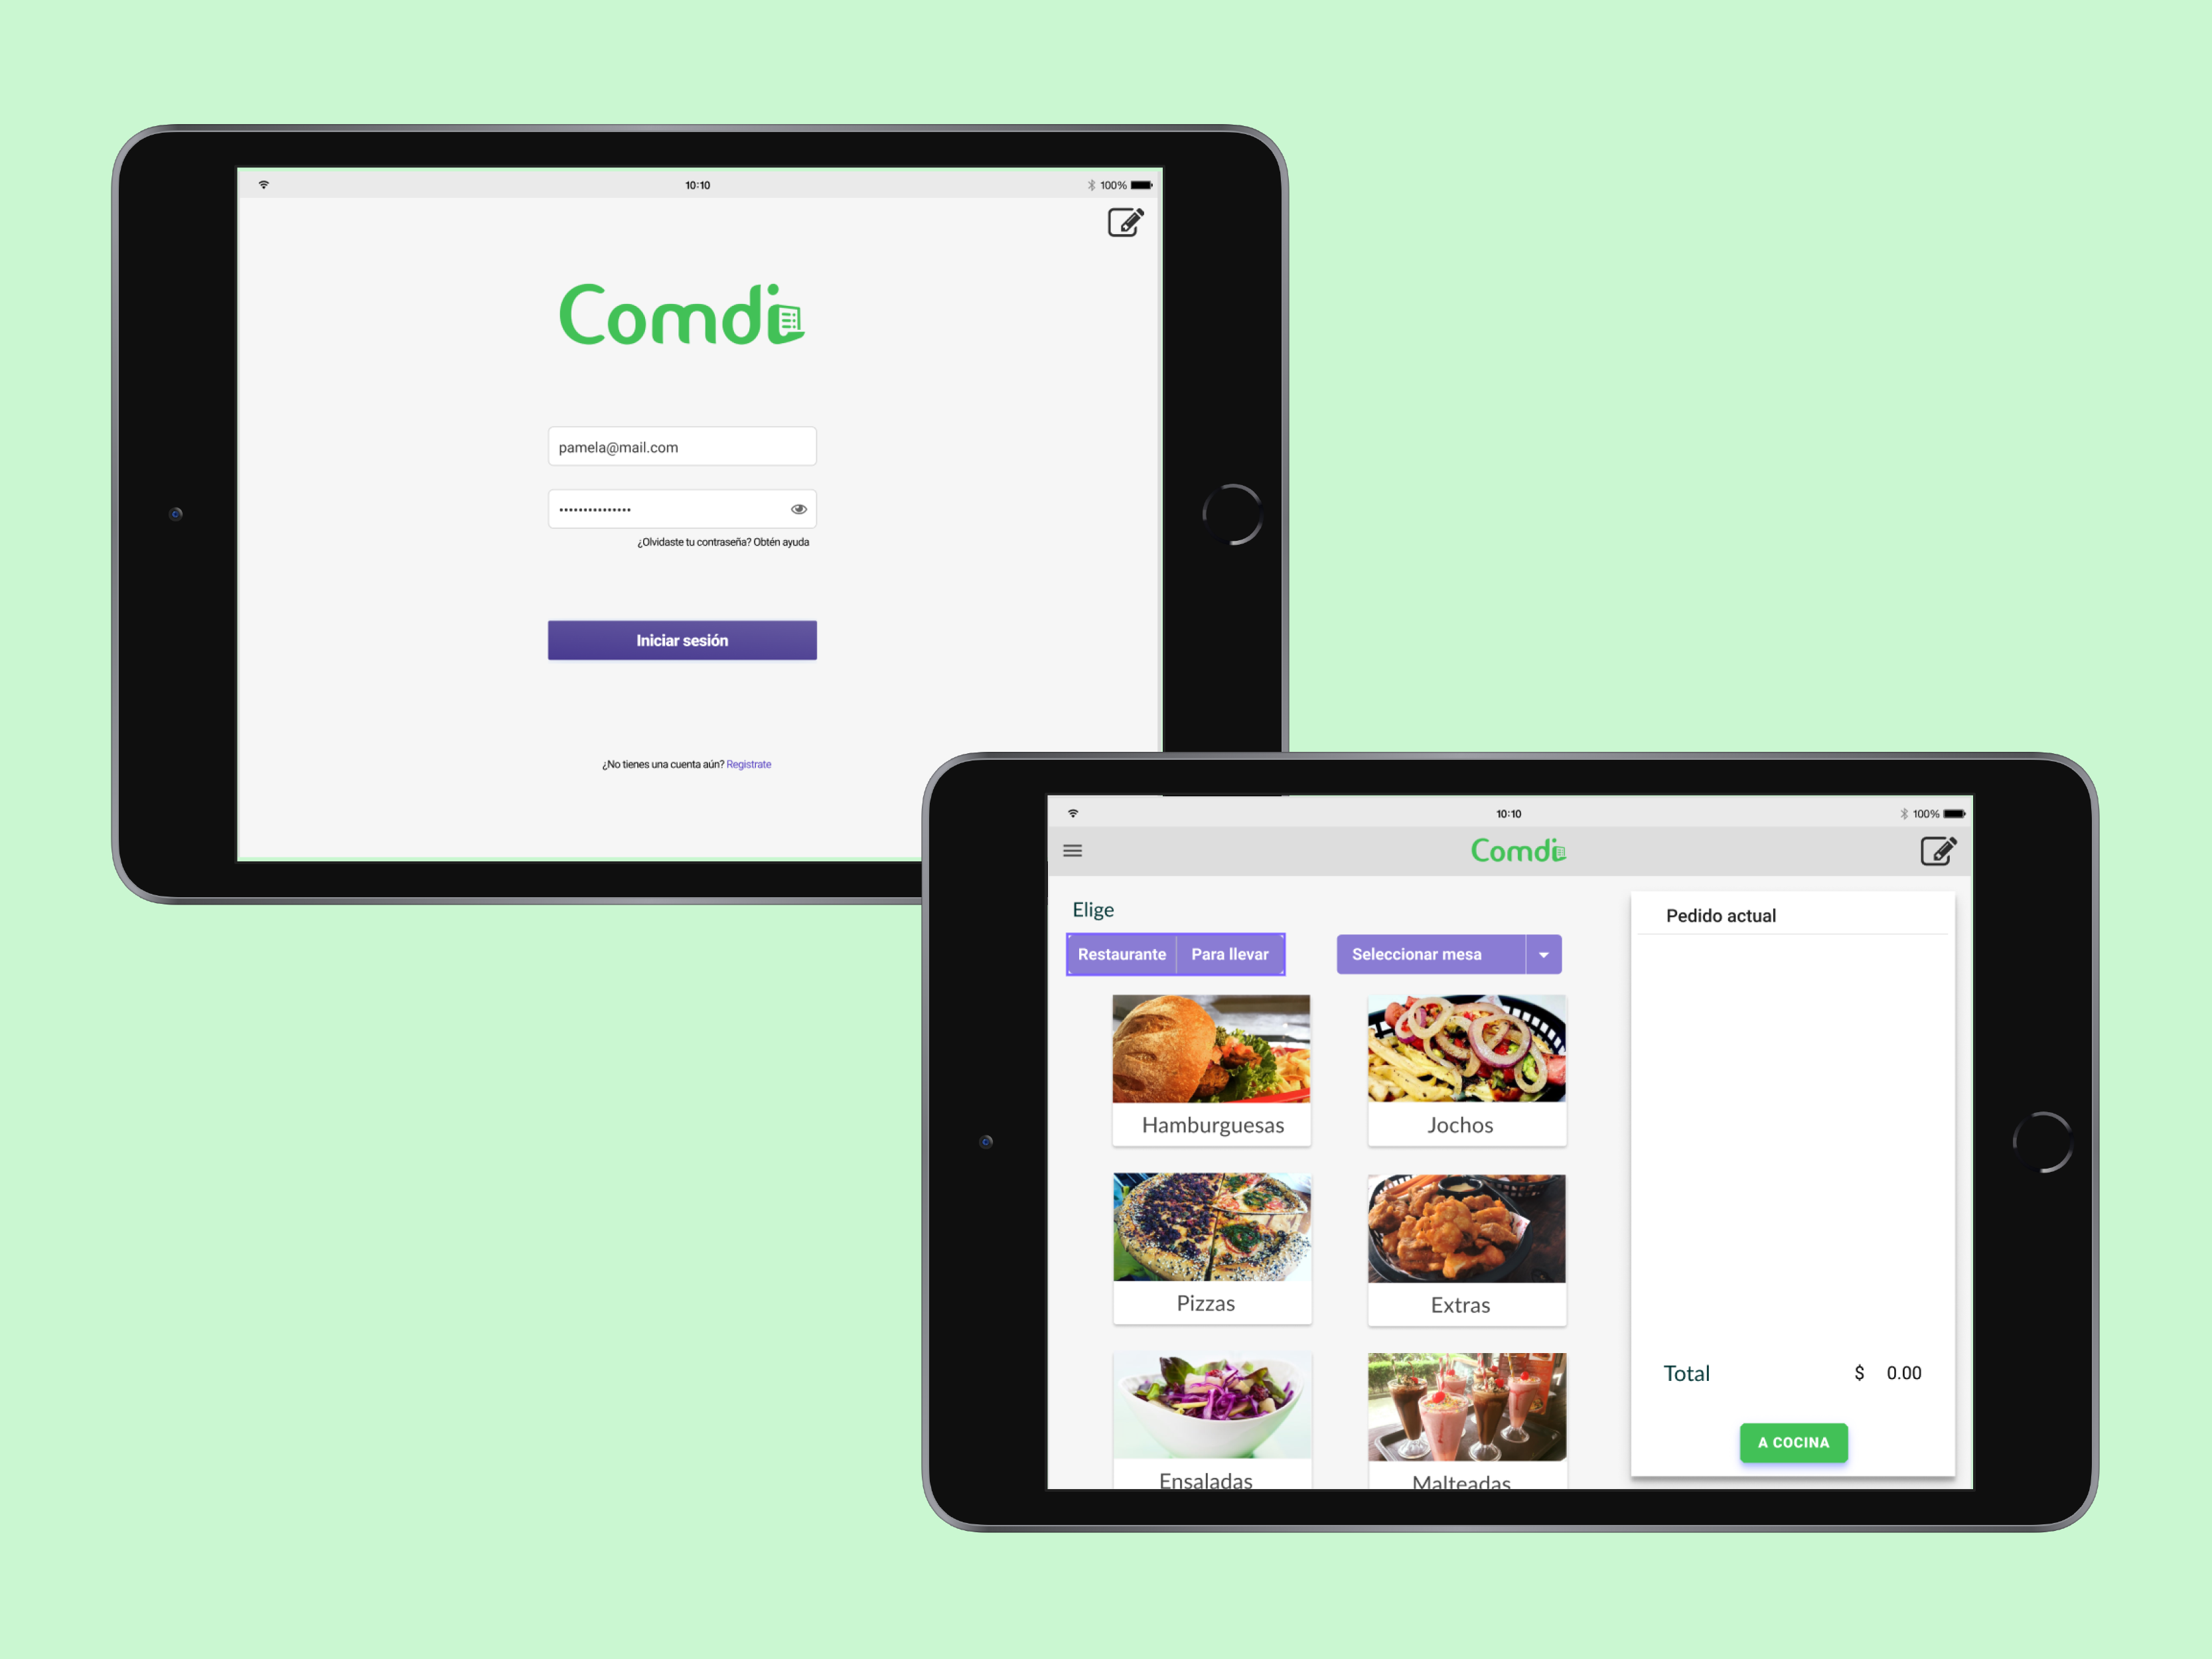 10:10
100%
Comdi
pamela@mail.com
•••••••••••••••
¿Olvidaste tu contraseña? Obtén ayuda
Iniciar sesión
¿No tienes una cuenta aún? Registrate
10:10
100%
Comdi
Elige
Restaurante
Para llevar
Seleccionar mesa
Hamburguesas
Jochos
Pizzas
Extras
Ensaladas
Malteadas
Pedido actual
Total
$ 0.00
A COCINA